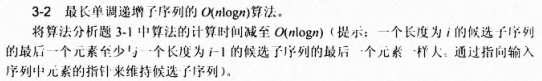 3-2 最长单调递增子序列的 O(nlogn)算法。
将算法分析题 3-1 中算法的计算时间减至 O(nlogn)(提示:一个长度为 i 的候选子序列
的最后一个元素至少与一个长度为 i−1 的候选子序列的最后一个元素一样大。通过指向输入
序列中元素的指针来维持候选子序列)。